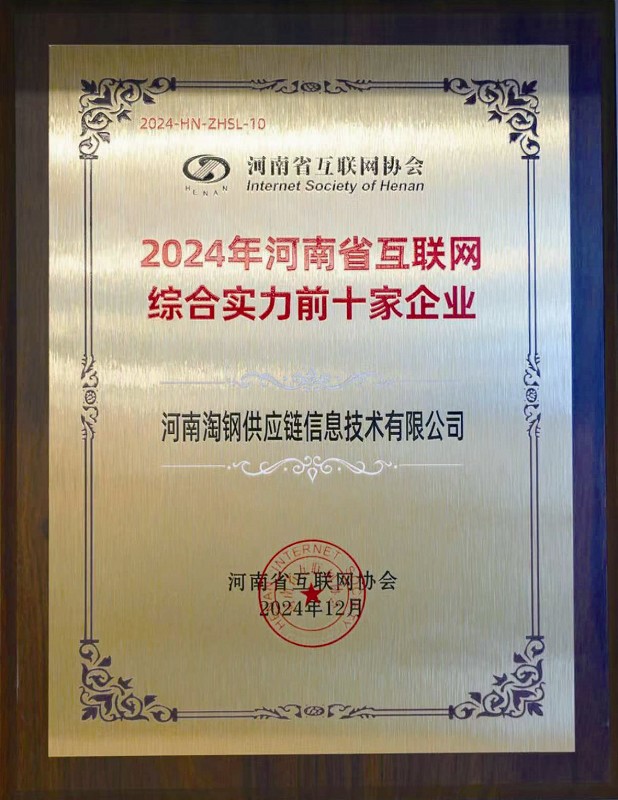 2024-HN-ZHSL-10
HENAN
河南省互联网协会
Internet Society of Henan
2024年河南省互联网
综合实力前十家企业
河南淘钢供应链信息技术有限公司
河南省互联网协会
2024年12月
HENAN INTERNET SOCIETY